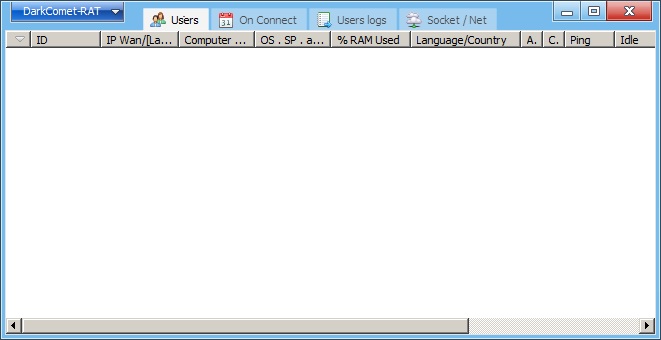 DarkComet-RAT Users On Connect Users logs Socket / Net
ID IP Wan/[La... Computer ... OS . SP . a... % RAM Used Language/Country A. C. Ping Idle